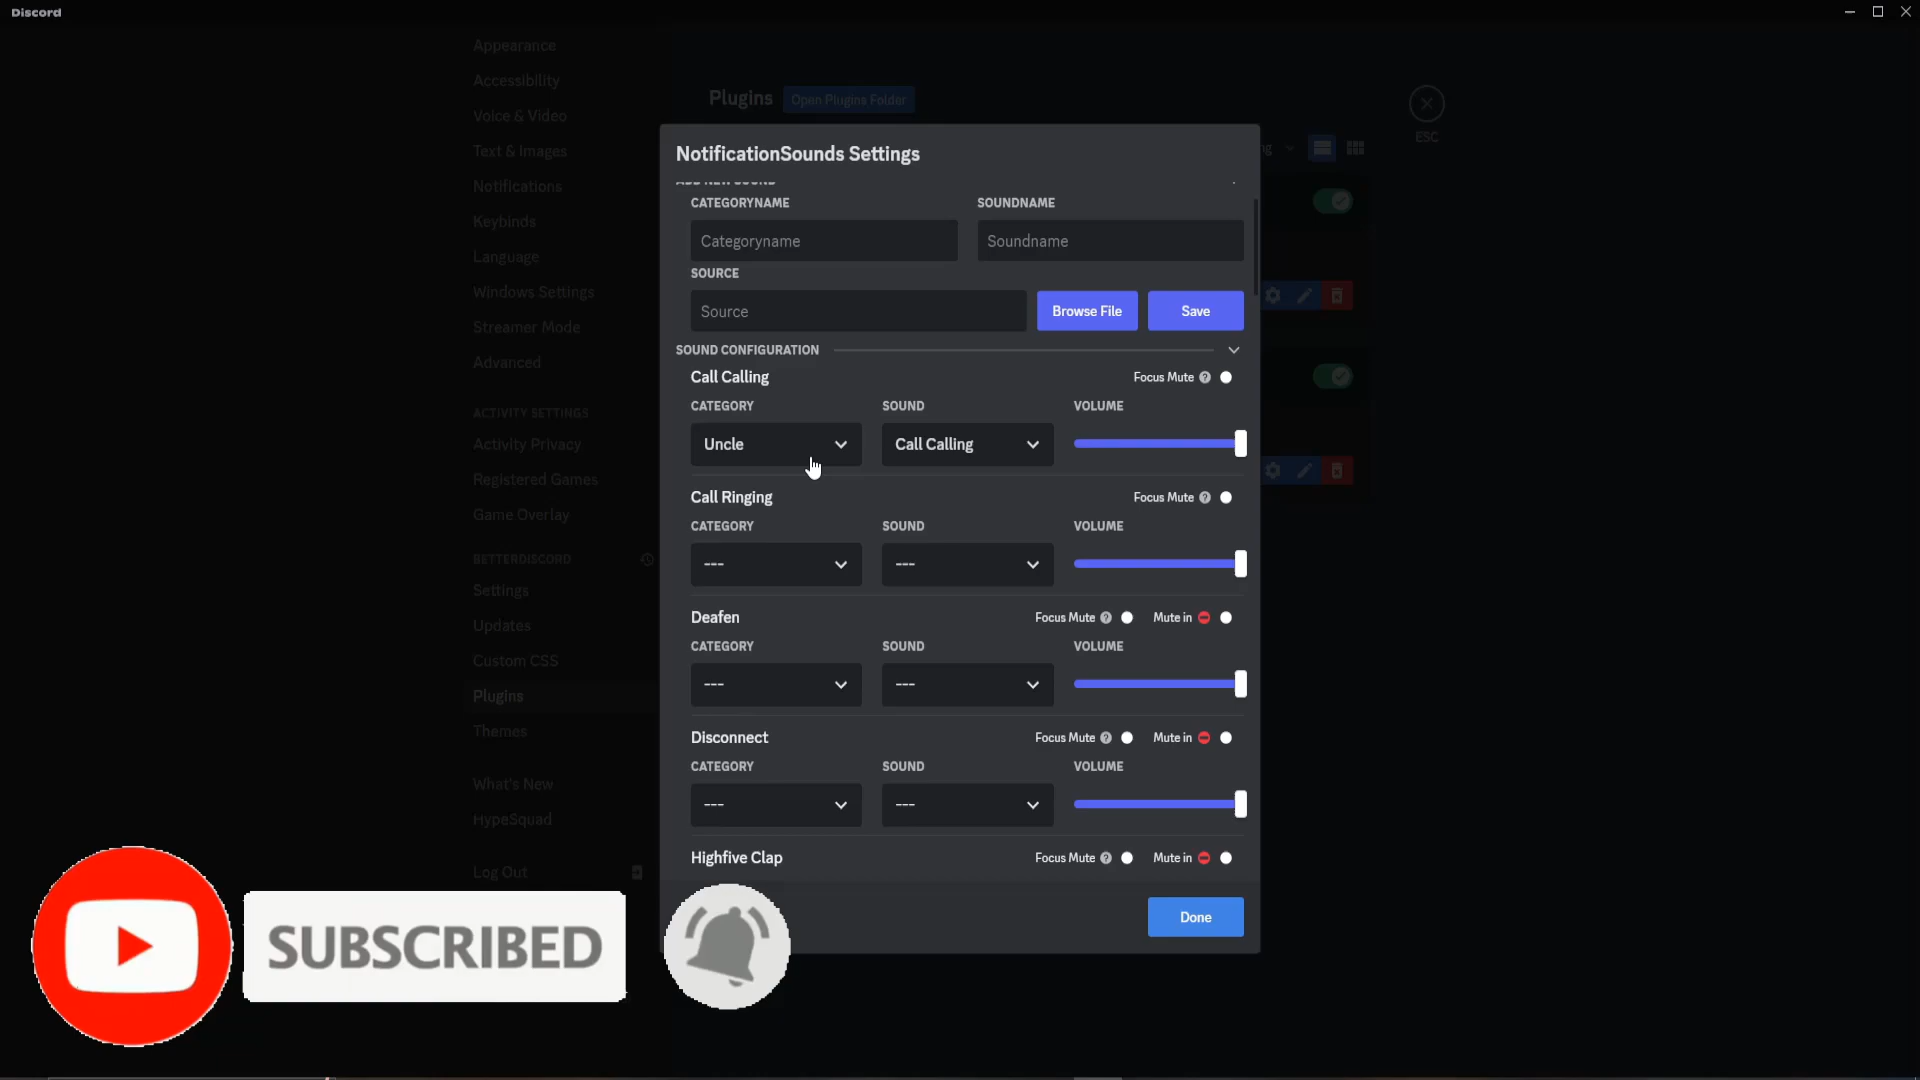 Discord
Appearance
Accessibility
Voice & Video
Text & Images
Notifications
Keybinds
Language
Windows Settings
Streamer Mode
Advanced
ACTIVITY SETTINGS
Activity Privacy
Registered Games
Game Overlay
BETTERDISCORD
Settings
Updates
Custom CSS
Plugins
Themes
What's New
HypeSquad
Log Out
Plugins Open Plugins Folder
ESC
NotificationSounds Settings
ADD NEW SOUND
CATEGORYNAME SOUNDNAME
Categoryname Soundname
SOURCE
Source Browse File Save
SOUND CONFIGURATION
Call Calling Focus Mute
CATEGORY SOUND VOLUME
Uncle Call Calling
Call Ringing Focus Mute
CATEGORY SOUND VOLUME
--- ---
Deafen Focus Mute Mute in
CATEGORY SOUND VOLUME
--- ---
Disconnect Focus Mute Mute in
CATEGORY SOUND VOLUME
--- ---
Highfive Clap Focus Mute Mute in
Done
SUBSCRIBED